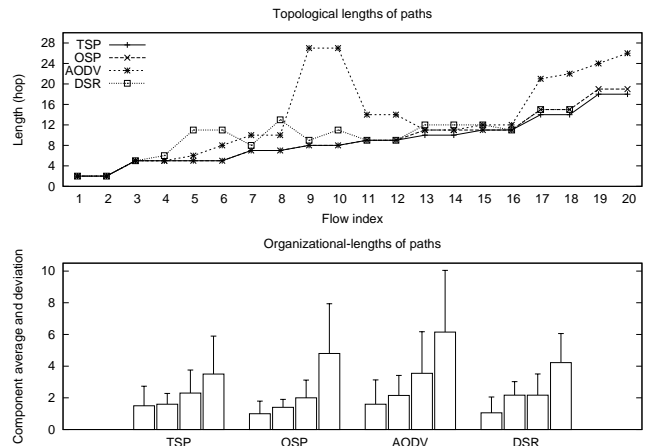 Topological lengths of paths
Length (hop)
28
24
20
16
12
8
4
0
TSP
OSP
AODV
DSR
1 2 3 4 5 6 7 8 9 10 11 12 13 14 15 16 17 18 19 20
Flow index
Organizational-lengths of paths
Component average and deviation
10
8
6
4
2
0
TSP OSP AODV DSR